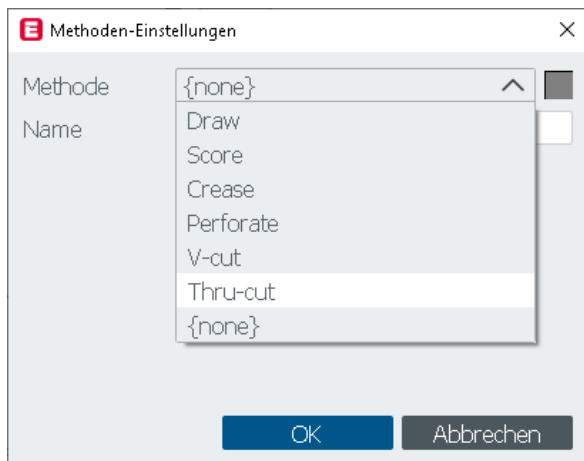 E Methoden-Einstellungen
Methode {none}
Name
Draw
Score
Crease
Perforate
V-cut
Thru-cut
{none}
OK Abbrechen